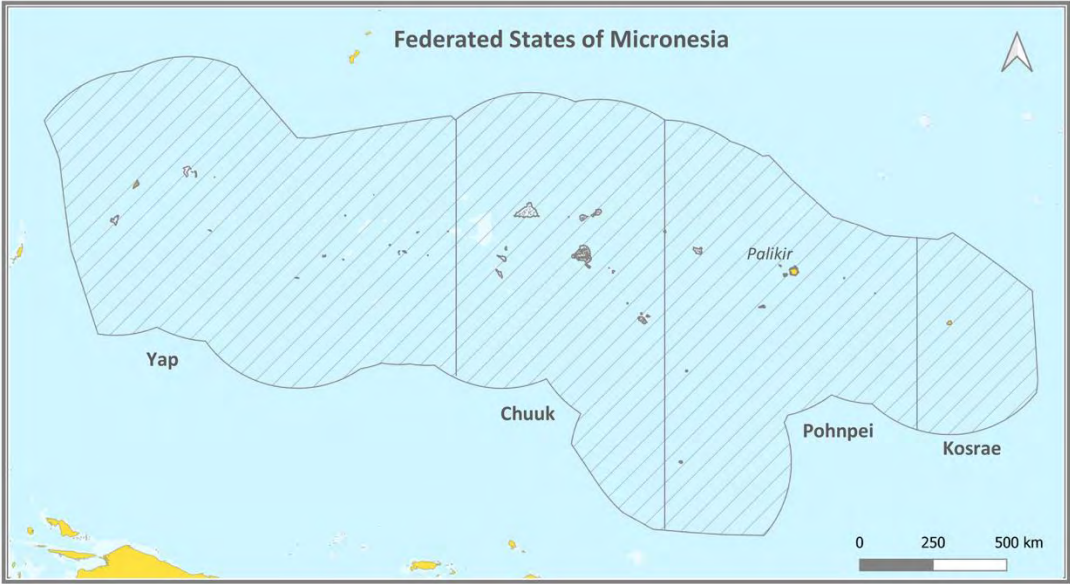 Federated States of Micronesia
Palikir
Yap
Chuuk
Pohnpei
Kosrae
0 250 500 km